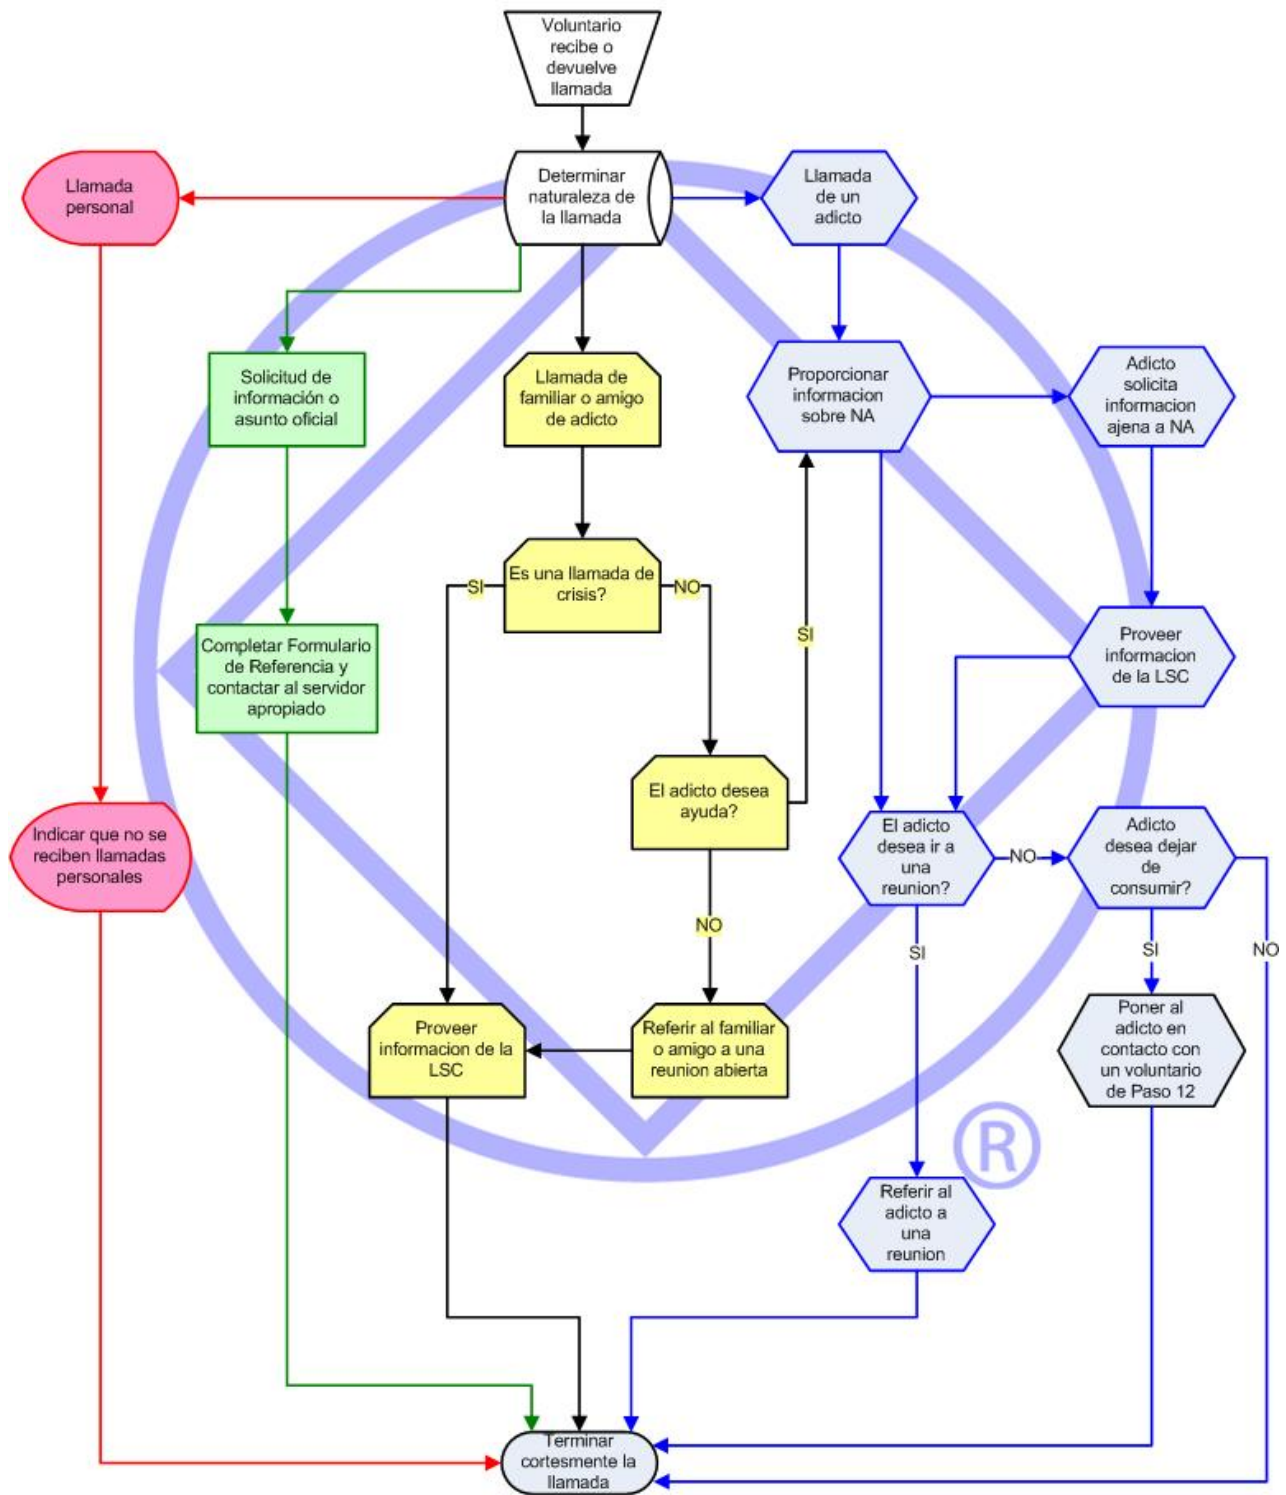 Voluntario
recibe o
devuelve
llamada
Determinar
naturaleza de
la llamada
Llamada
personal
Llamada
de un
adicto
Solicitud de
información o
asunto oficial
Llamada de
familiar o amigo
de adicto
Proporcionar
informacion
sobre NA
Adicto
solicita
informacion
ajena a NA
Es una llamada de
crisis?
SI
NO
SI
Completar Formulario
de Referencia y
contactar al servidor
apropiado
Proveer
informacion
de la LSC
El adicto desea
ayuda?
Indicar que no se
reciben llamadas
personales
El adicto
desea ir a
una
reunion?
NO
Adicto
desea dejar
de
consumir?
NO
SI
SI
NO
Proveer
informacion de la
LSC
Referir al familiar
o amigo a una
reunion abierta
Poner al
adicto en
contacto con
un voluntario
de Paso 12
®
Referir al
adicto a
una
reunion
Terminar
cortesmente la
llamada